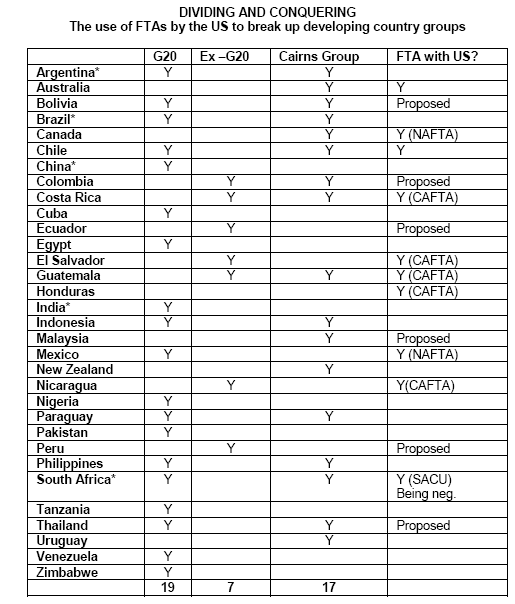 DIVIDING AND CONQUERING
The use of FTAs by the US to break up developing country groups
G20 Ex –G20 Cairns Group FTA with US?
Argentina* Y Y
Australia Y Y
Bolivia Y Y Proposed
Brazil* Y Y
Canada Y Y (NAFTA)
Chile Y Y Y
China* Y
Colombia Y Y Proposed
Costa Rica Y Y Y (CAFTA)
Cuba Y
Ecuador Y Proposed
Egypt Y
El Salvador Y Y (CAFTA)
Guatemala Y Y Y (CAFTA)
Honduras Y (CAFTA)
India* Y
Indonesia Y Y
Malaysia Y Proposed
Mexico Y Y (NAFTA)
New Zealand Y
Nicaragua Y Y(CAFTA)
Nigeria Y
Paraguay Y Y
Pakistan Y
Peru Y Proposed
Philippines Y Y
South Africa* Y Y Y (SACU)
Being neg.
Tanzania Y
Thailand Y Y Proposed
Uruguay Y
Venezuela Y
Zimbabwe Y
19 7 17